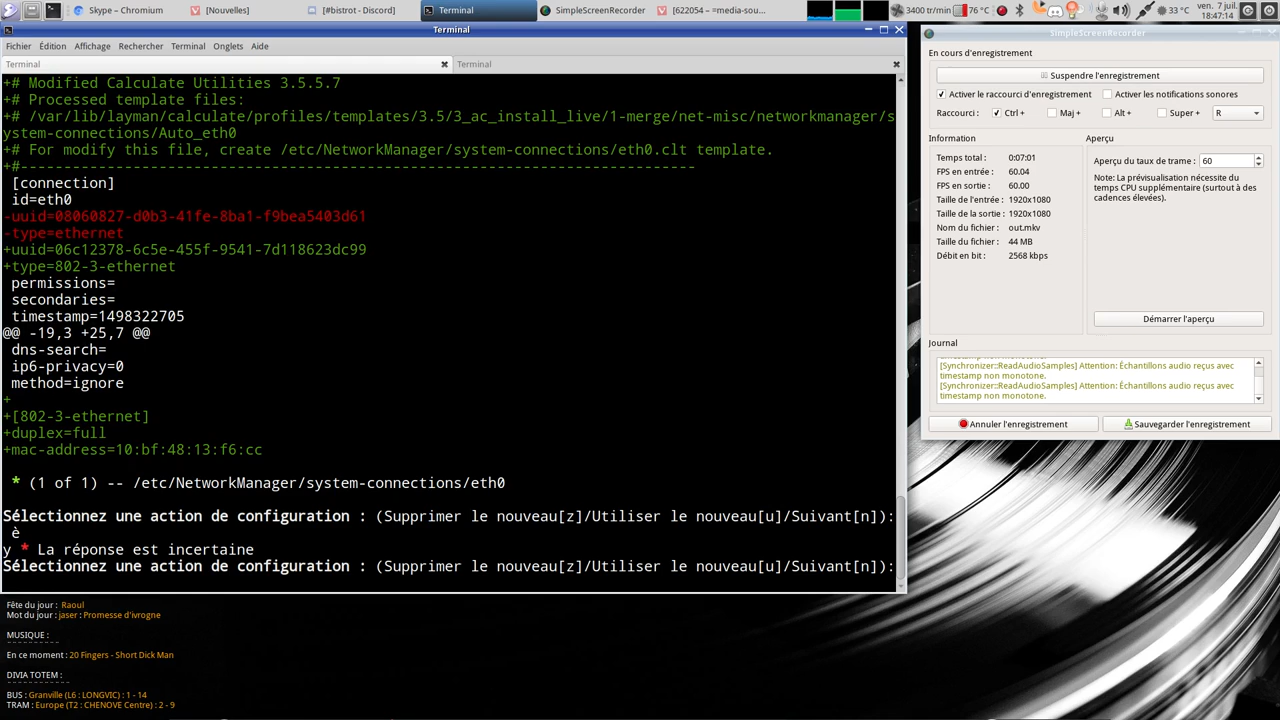 Skype – Chromium
[Nouvelles]
[#bistrot - Discord]
Terminal
SimpleScreenRecorder
[622054 – =media-sou...
3400 tr/min
76 °C
33 °C
ven. 7 juil.
18:47:14
Terminal
Fichier Édition Affichage Rechercher Terminal Onglets Aide
Terminal
Terminal
+# Modified Calculate Utilities 3.5.5.7
+# Processed template files:
+# /var/lib/layman/calculate/profiles/templates/3.5/3_ac_install_live/1-merge/net-misc/networkmanager/s
ystem-connections/Auto_eth0
+# For modify this file, create /etc/NetworkManager/system-connections/eth0.clt template.
+#--------------------------------------------------------------------------------
[connection]
id=eth0
-uuid=08060827-d0b3-41fe-8ba1-f9bea5403d61
-type=ethernet
+uuid=06c12378-6c5e-455f-9541-7d118623dc99
+type=802-3-ethernet
permissions=
secondaries=
timestamp=1498322705
@@ -19,3 +25,7 @@
dns-search=
ip6-privacy=0
method=ignore
+
+[802-3-ethernet]
+duplex=full
+mac-address=10:bf:48:13:f6:cc
* (1 of 1) -- /etc/NetworkManager/system-connections/eth0
Sélectionnez une action de configuration : (Supprimer le nouveau[z]/Utiliser le nouveau[u]/Suivant[n]):
è
y * La réponse est incertaine
Sélectionnez une action de configuration : (Supprimer le nouveau[z]/Utiliser le nouveau[u]/Suivant[n]):
Fête du jour : Raoul
Mot du jour : jaser : Promesse d'ivrogne
MUSIQUE :
En ce moment : 20 Fingers - Short Dick Man
DIVIA TOTEM :
BUS : Granville (L6 : LONGVIC) : 1 - 14
TRAM : Europe (T2 : CHENOVE Centre) : 2 - 9
SimpleScreenRecorder
En cours d'enregistrement
Suspendre l'enregistrement
Activer le raccourci d'enregistrement
Activer les notifications sonores
Raccourci : Ctrl + Maj + Alt + Super + R
Information
Temps total : 0:07:01
FPS en entrée : 60.04
FPS en sortie : 60.00
Taille de l'entrée : 1920x1080
Taille de la sortie : 1920x1080
Nom du fichier : out.mkv
Taille du fichier : 44 MB
Débit en bit : 2568 kbps
Aperçu
Aperçu du taux de trame : 60
Note: La prévisualisation nécessite du
temps CPU supplémentaire (surtout à des
cadences élevées).
Démarrer l'aperçu
Journal
timestamp non monotone.
[Synchronizer::ReadAudioSamples] Attention: Échantillons audio reçus avec
timestamp non monotone.
[Synchronizer::ReadAudioSamples] Attention: Échantillons audio reçus avec
timestamp non monotone.
Annuler l'enregistrement
Sauvegarder l'enregistrement